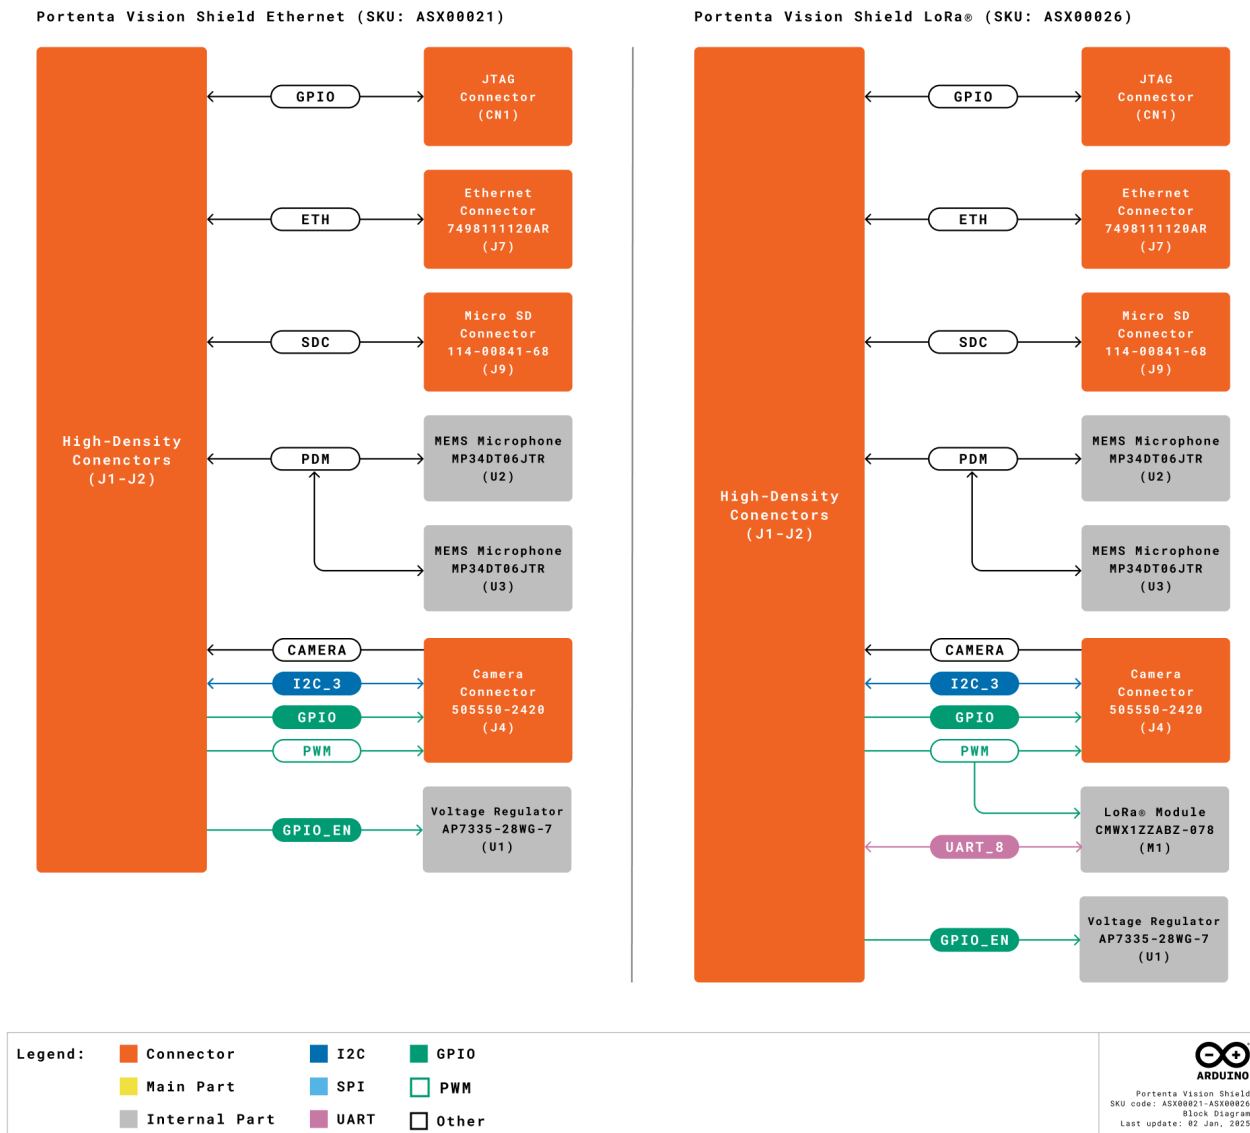 Portenta Vision Shield Ethernet (SKU: ASX00021)
High-Density
Conenctors
(J1-J2)
GPIO
JTAG
Connector
(CN1)
ETH
Ethernet
Connector
7498111120AR
(J7)
SDC
Micro SD
Connector
114-00841-68
(J9)
PDM
MEMS Microphone
MP34DT06JTR
(U2)
MEMS Microphone
MP34DT06JTR
(U3)
CAMERA
I2C_3
GPIO
PWM
Camera
Connector
505550-2420
(J4)
GPIO_EN
Voltage Regulator
AP7335-28WG-7
(U1)
Portenta Vision Shield LoRa® (SKU: ASX00026)
High-Density
Conenctors
(J1-J2)
GPIO
JTAG
Connector
(CN1)
ETH
Ethernet
Connector
7498111120AR
(J7)
SDC
Micro SD
Connector
114-00841-68
(J9)
PDM
MEMS Microphone
MP34DT06JTR
(U2)
MEMS Microphone
MP34DT06JTR
(U3)
CAMERA
I2C_3
GPIO
PWM
Camera
Connector
505550-2420
(J4)
UART_8
LoRa® Module
CMWX1ZZABZ-078
(M1)
GPIO_EN
Voltage Regulator
AP7335-28WG-7
(U1)
Legend:
Connector
Main Part
Internal Part
I2C
SPI
UART
GPIO
PWM
Other
ARDUINO
Portenta Vision Shield
SKU code: ASX00021-ASX00026
Block Diagram
Last update: 02 Jan, 2025